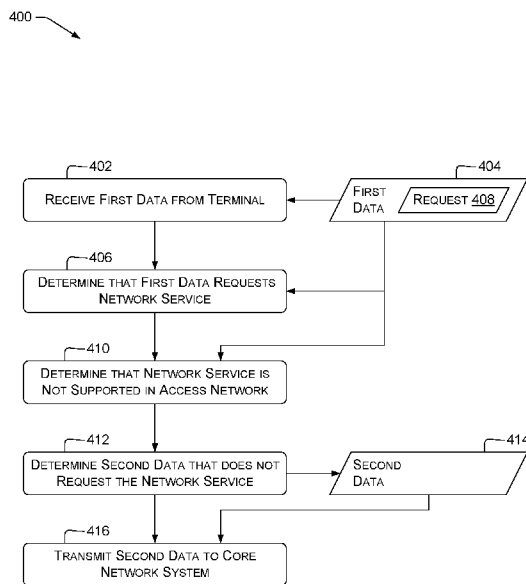 400
402
RECEIVE FIRST DATA FROM TERMINAL
404
FIRST
DATA
REQUEST 408
406
DETERMINE THAT FIRST DATA REQUESTS
NETWORK SERVICE
410
DETERMINE THAT NETWORK SERVICE IS
NOT SUPPORTED IN ACCESS NETWORK
412
DETERMINE SECOND DATA THAT DOES NOT
REQUEST THE NETWORK SERVICE
414
SECOND
DATA
416
TRANSMIT SECOND DATA TO CORE
NETWORK SYSTEM